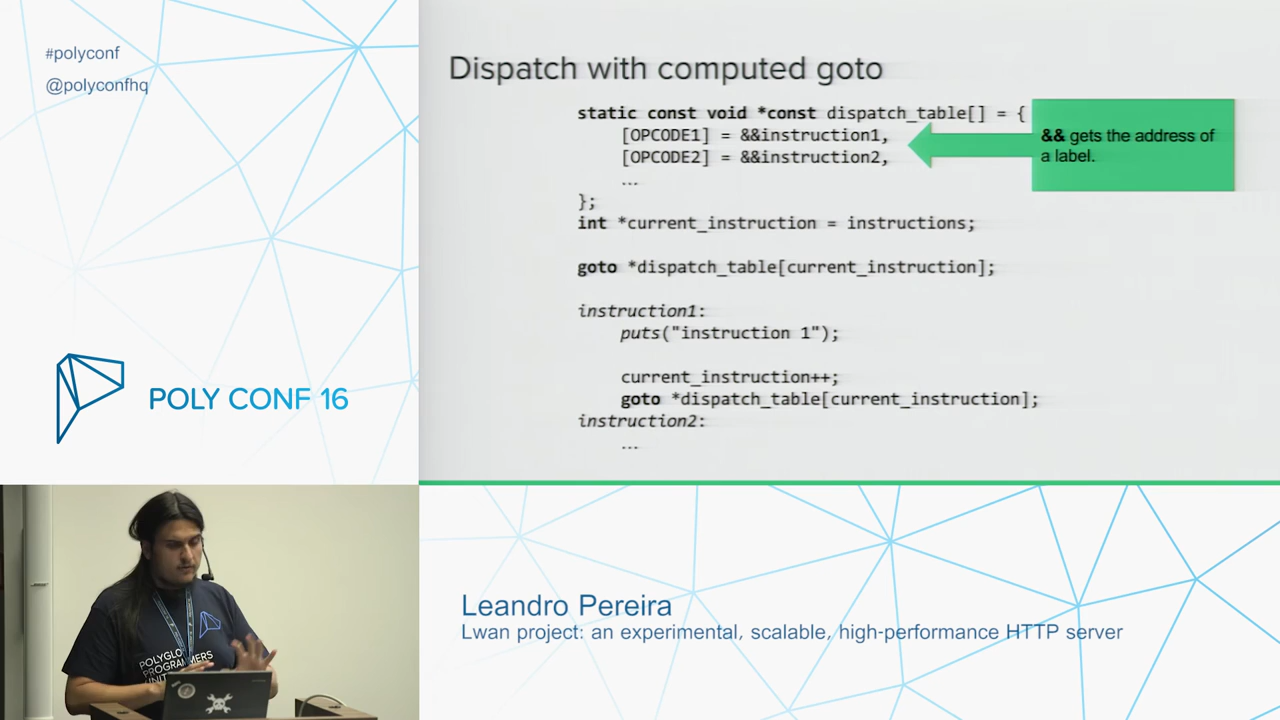 #polyconf
@polyconfhq
POLY CONF 16
Dispatch with computed goto
static const void *const dispatch_table[] = {
[OPCODE1] = &&instruction1,
[OPCODE2] = &&instruction2,
...
};
int *current_instruction = instructions;
goto *dispatch_table[current_instruction];
instruction1:
puts("instruction 1");
current_instruction++;
goto *dispatch_table[current_instruction];
instruction2:
...
&& gets the address of
a label.
POLYGLO
PROGRAMMERS
UNIT
Leandro Pereira
Lwan project: an experimental, scalable, high-performance HTTP server